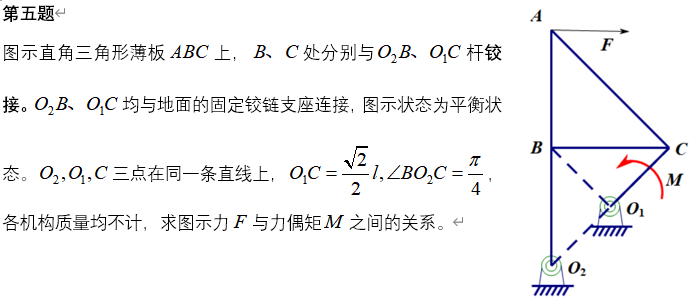 第五题
图示直角三角形薄板 ABC 上， B、C 处分别与 O₂B、O₁C 杆铰
接。O₂B、O₁C 均与地面的固定铰链支座连接，图示状态为平衡状
态。O₂,O₁,C 三点在同一条直线上， O₁C = √2/2 l,∠BO₂C = π/4 ，
各机构质量均不计，求图示力 F 与力偶矩 M 之间的关系。
A
F
B
C
M
O₁
O₂